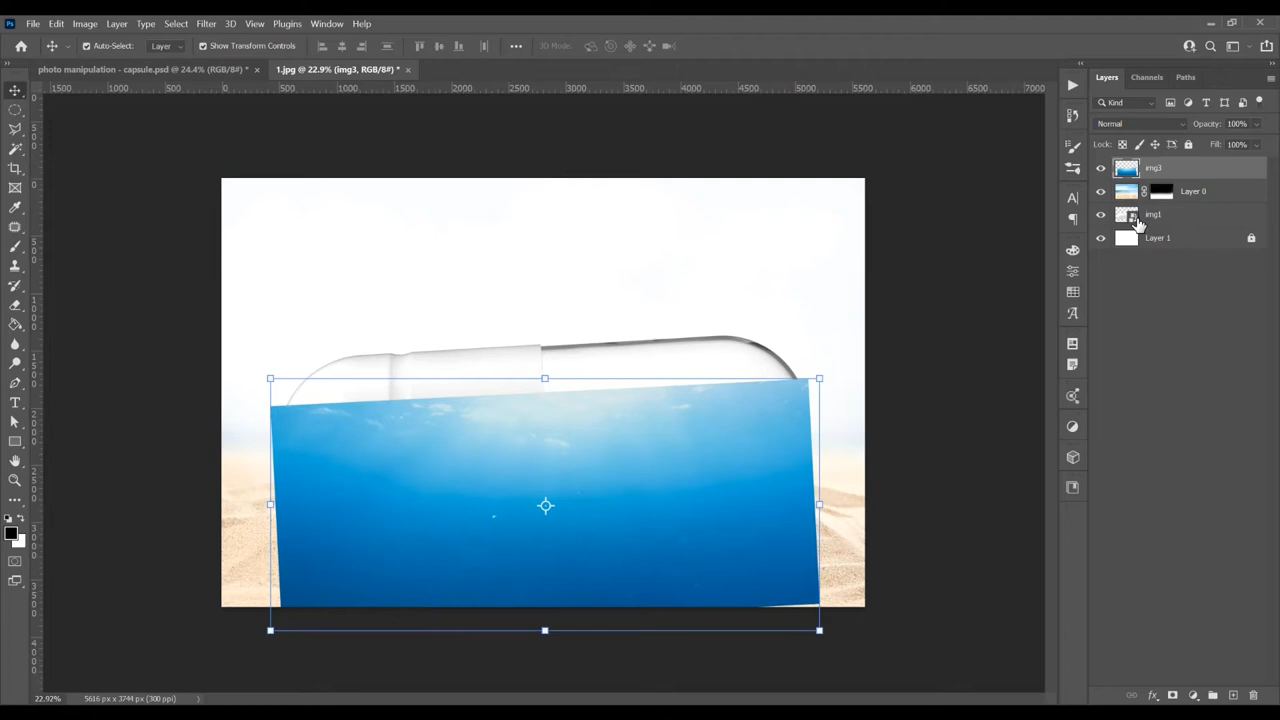 Ps File Edit Image Layer Type Select Filter 3D View Plugins Window Help
Auto-Select: Layer Show Transform Controls 3D Mode:
photo manipulation - capsule.psd @ 24.4% (RGB/8#) * × 1.jpg @ 22.9% (img3, RGB/8#) * ×
1500 1000 500 0 500 1000 1500 2000 2500 3000 3500 4000 4500 5000 5500 6000 6500 7000
Layers Channels Paths
Kind
Normal Opacity: 100%
Lock: Fill: 100%
img3
Layer 0
img1
Layer 1
22.92% 5616 px x 3744 px (300 ppi)